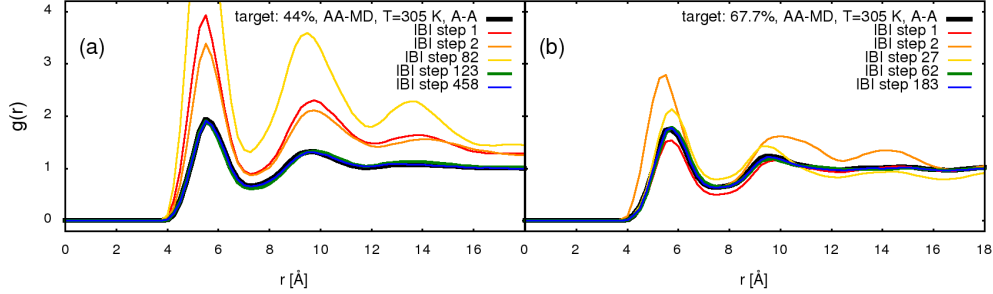 target: 44%, AA-MD, T=305 K, A-A
IBI step 1
IBI step 2
IBI step 82
IBI step 123
IBI step 458
(a)
g(r)
4
3
2
1
0
0 2 4 6 8 10 12 14 16
r [Å]
target: 67.7%, AA-MD, T=305 K, A-A
IBI step 1
IBI step 2
IBI step 27
IBI step 62
IBI step 183
(b)
0 2 4 6 8 10 12 14 16 18
r [Å]